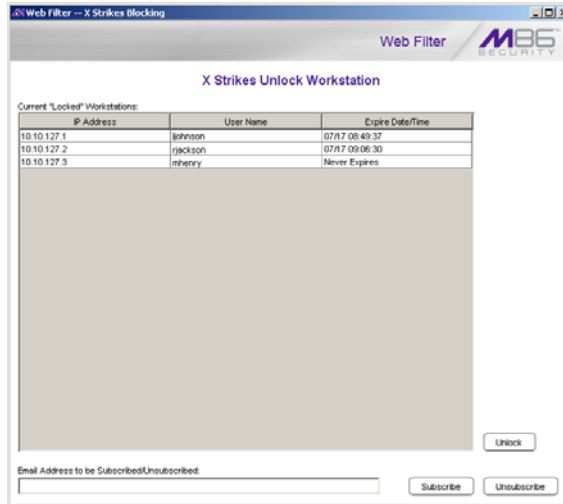 Web Filter -- X Strikes Blocking
Web Filter
M86
SECURITY
X Strikes Unlock Workstation
Current "Locked" Workstations:
IP Address User Name Expire Date/Time
10.10.127.1 ljohnson 07/17 08:49:37
10.10.127.2 rjackson 07/17 09:06:30
10.10.127.3 mhenry Never Expires
Unlock
Email Address to be Subscribed/Unsubscribed:
Subscribe Unsubscribe